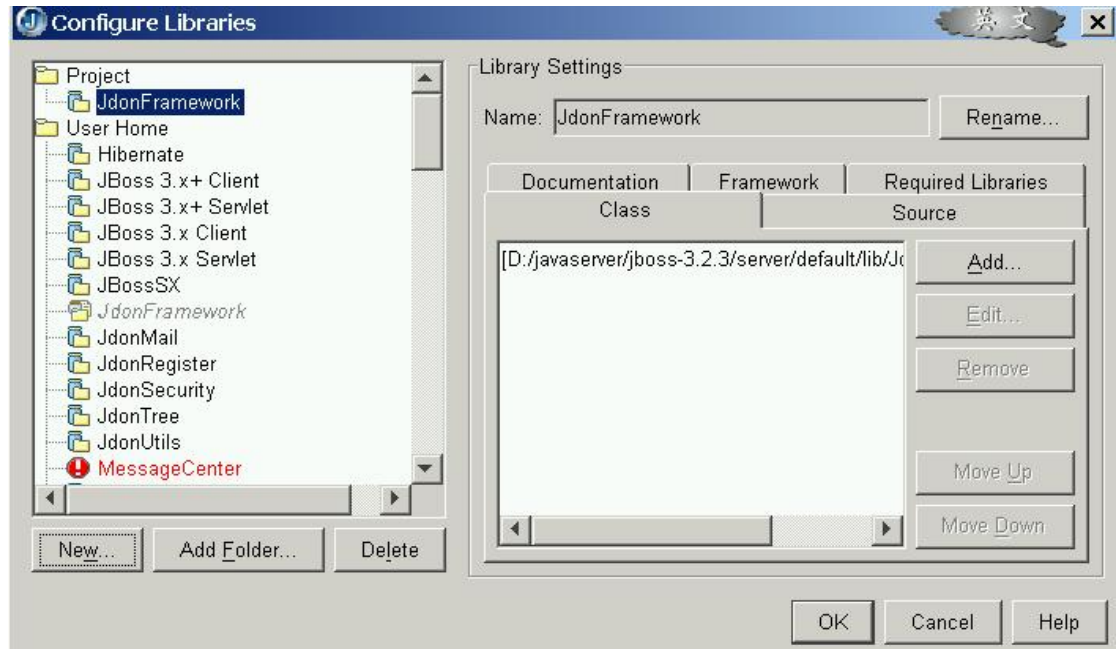 Configure Libraries
英 文
Project
JdonFramework
User Home
Hibernate
JBoss 3.x+ Client
JBoss 3.x+ Servlet
JBoss 3.x Client
JBoss 3.x Servlet
JBossSX
JdonFramework
JdonMail
JdonRegister
JdonSecurity
JdonTree
JdonUtils
MessageCenter
New...
Add Folder...
Delete
Library Settings
Name: JdonFramework
Rename...
Documentation
Framework
Required Libraries
Class
Source
[D:/javaserver/jboss-3.2.3/server/default/lib/Jd
Add...
Edit...
Remove
Move Up
Move Down
OK
Cancel
Help